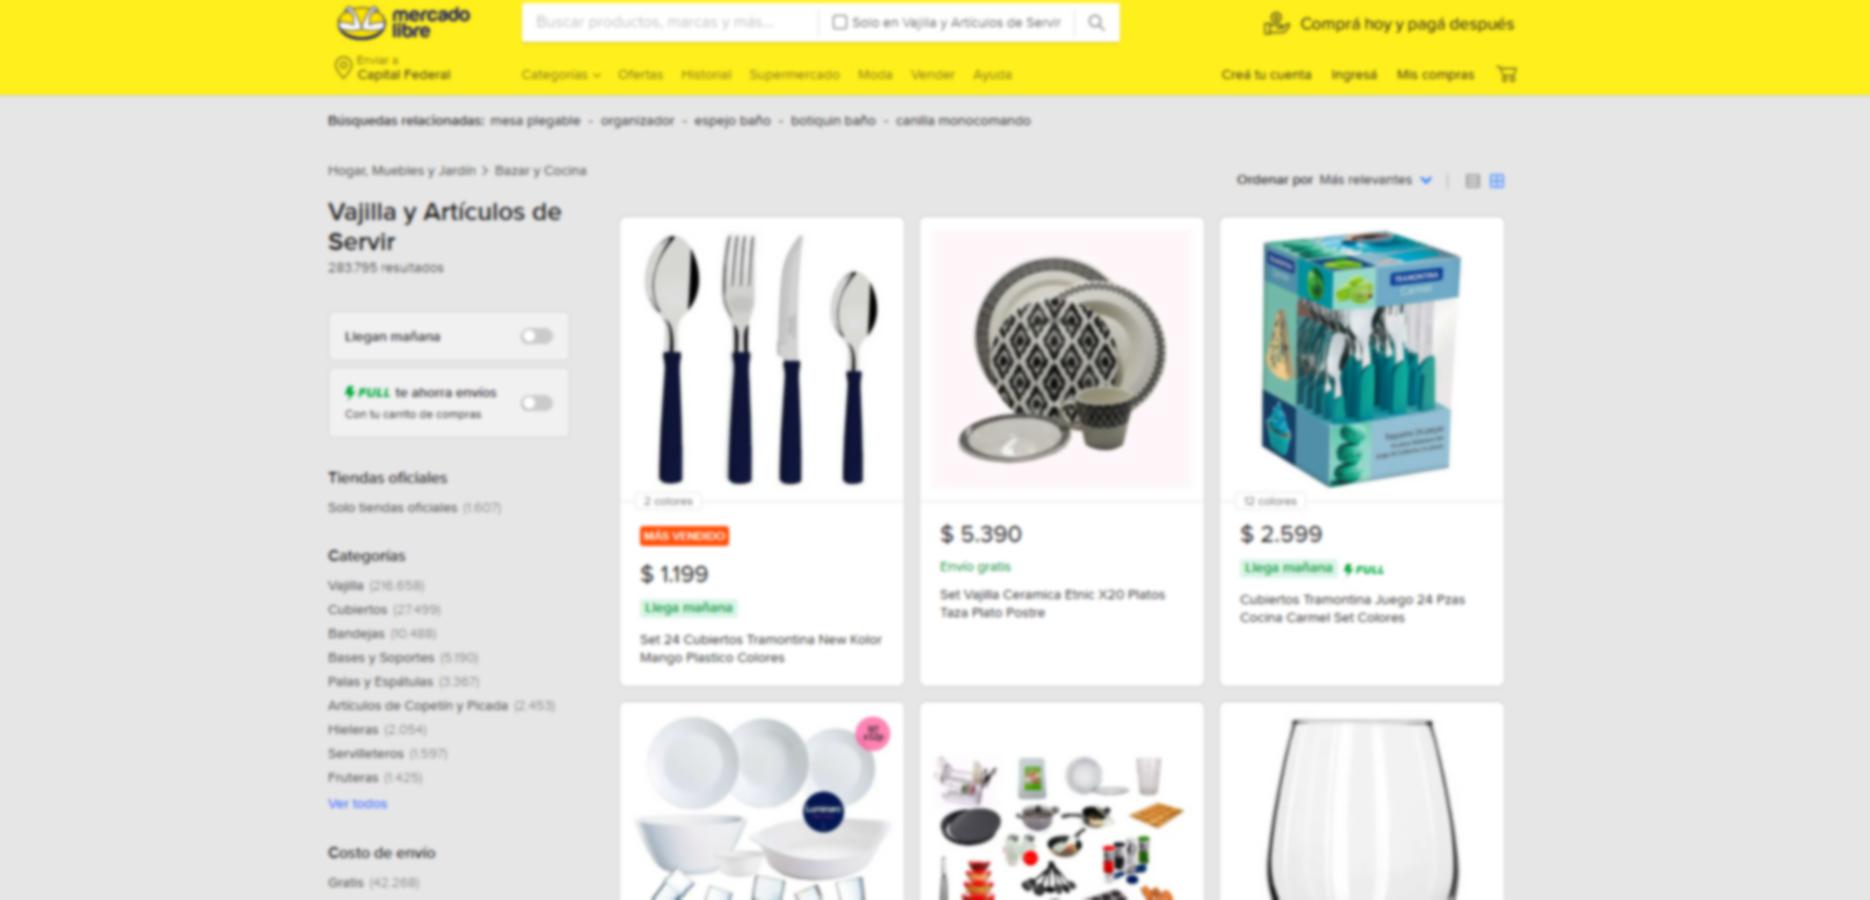 mercado
libre
Buscar productos, marcas y más...
Solo en Vajilla y Artículos de Servir
Comprá hoy y pagá después
Enviar a
Capital Federal
Categorías Ofertas Historial Supermercado Moda Vender Ayuda
Creá tu cuenta Ingresá Mis compras
Búsquedas relacionadas: mesa plegable - organizador - espejo baño - botiquin baño - canilla monocomando
Hogar, Muebles y Jardín > Bazar y Cocina
Ordenar por Más relevantes
Vajilla y Artículos de
Servir
283.795 resultados
Llegan mañana
FULL te ahorra envíos
Con tu carrito de compras
Tiendas oficiales
Solo tiendas oficiales (1.607)
Categorías
Vajilla (216.658)
Cubiertos (27.499)
Bandejas (10.488)
Bases y Soportes (5.190)
Palas y Espátulas (3.367)
Artículos de Copetín y Picada (2.453)
Hieleras (2.054)
Servilleteros (1.597)
Fruteras (1.425)
Ver todos
Costo de envío
Gratis (42.268)
2 colores
MÁS VENDIDO
$ 1.199
Llega mañana
Set 24 Cubiertos Tramontina New Kolor
Mango Plastico Colores
$ 5.390
Envío gratis
Set Vajilla Ceramica Etnic X20 Platos
Taza Plato Postre
TRAMONTINA
Carmel
12 colores
$ 2.599
Llega mañana FULL
Cubiertos Tramontina Juego 24 Pzas
Cocina Carmel Set Colores